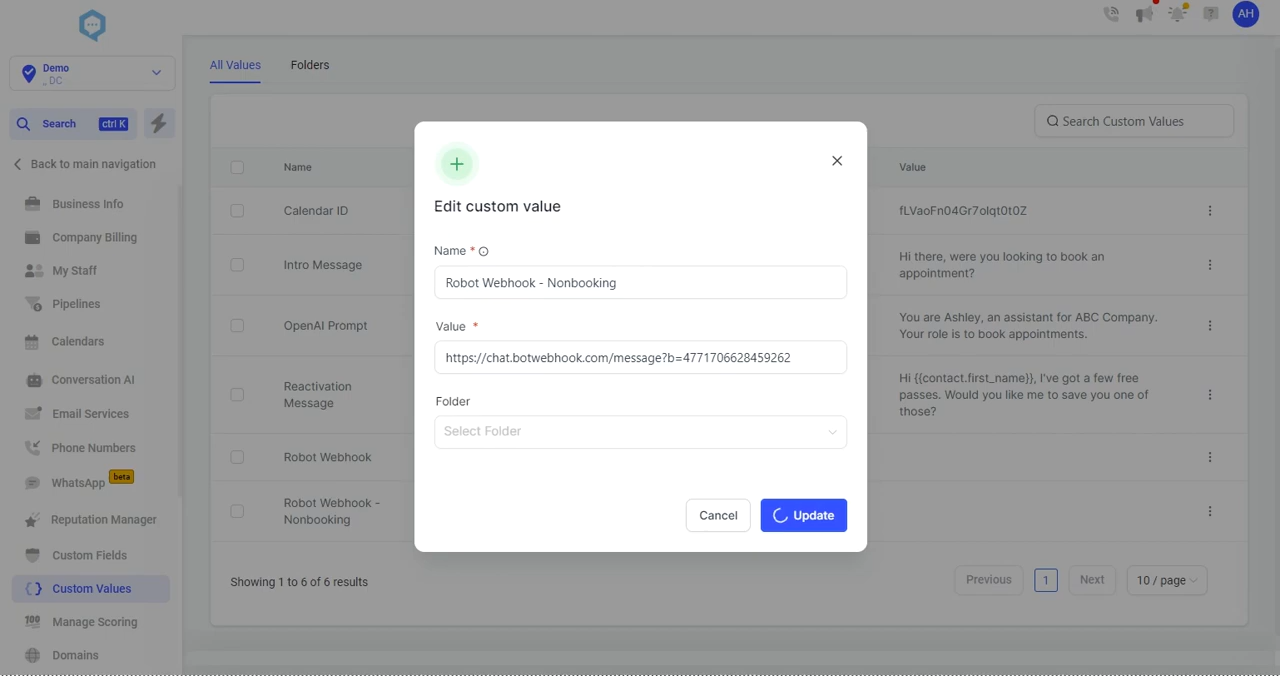 AH
Demo
_ DC
Search
ctrl K
Back to main navigation
Business Info
Company Billing
My Staff
Pipelines
Calendars
Conversation AI
Email Services
Phone Numbers
WhatsApp
beta
Reputation Manager
Custom Fields
Custom Values
Manage Scoring
Domains
All Values
Folders
Search Custom Values
Name
Value
Calendar ID
fLVaoFn04Gr7olqt0t0Z
Intro Message
Hi there, were you looking to book an
appointment?
OpenAI Prompt
You are Ashley, an assistant for ABC Company.
Your role is to book appointments.
Reactivation
Message
Hi {{contact.first_name}}, I've got a few free
passes. Would you like me to save you one of
those?
Robot Webhook
Robot Webhook -
Nonbooking
Showing 1 to 6 of 6 results
Previous
1
Next
10 / page
Edit custom value
Name *
Robot Webhook - Nonbooking
Value *
https://chat.botwebhook.com/message?b=4771706628459262
Folder
Select Folder
Cancel
Update